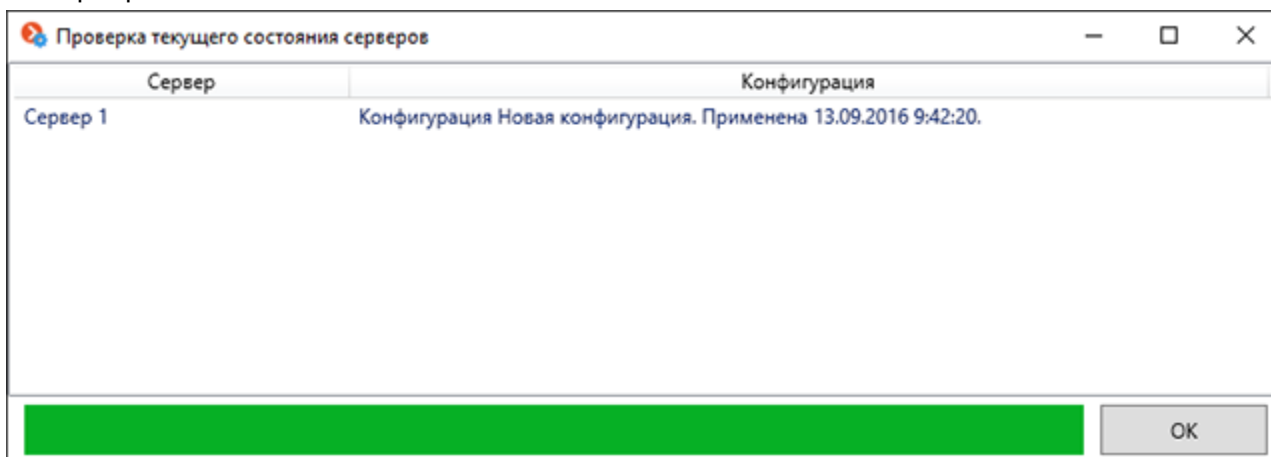 Проверка текущего состояния серверов
Сервер Конфигурация
Сервер 1 Конфигурация Новая конфигурация. Применена 13.09.2016 9:42:20.
OK